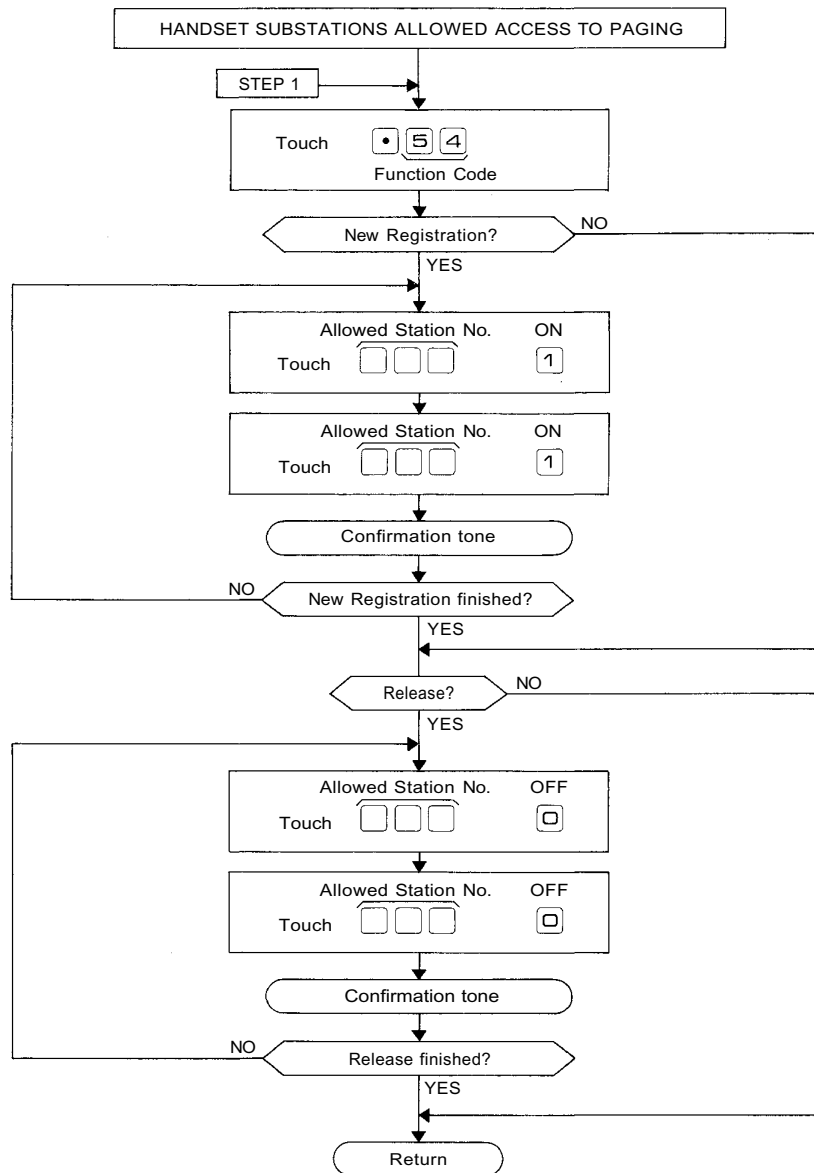 HANDSET SUBSTATIONS ALLOWED ACCESS TO PAGING
STEP 1
Touch • 5 4
Function Code
New Registration? NO
YES
Allowed Station No. ON
Touch 1
Allowed Station No. ON
Touch 1
Confirmation tone
NO New Registration finished?
YES
Release? NO
YES
Allowed Station No. OFF
Touch 0
Allowed Station No. OFF
Touch 0
Confirmation tone
NO Release finished?
YES
Return